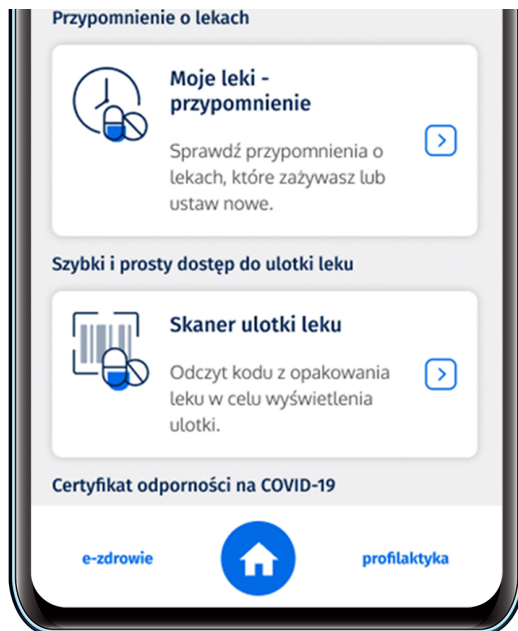 Przypomnienie o lekach
Moje leki -
przypomnienie
Sprawdź przypomnienia o
lekach, które zażywasz lub
ustaw nowe.
Szybki i prosty dostęp do ulotki leku
Skaner ulotki leku
Odczyt kodu z opakowania
leku w celu wyświetlenia
ulotki.
Certyfikat odporności na COVID-19
e-zdrowie
profilaktyka